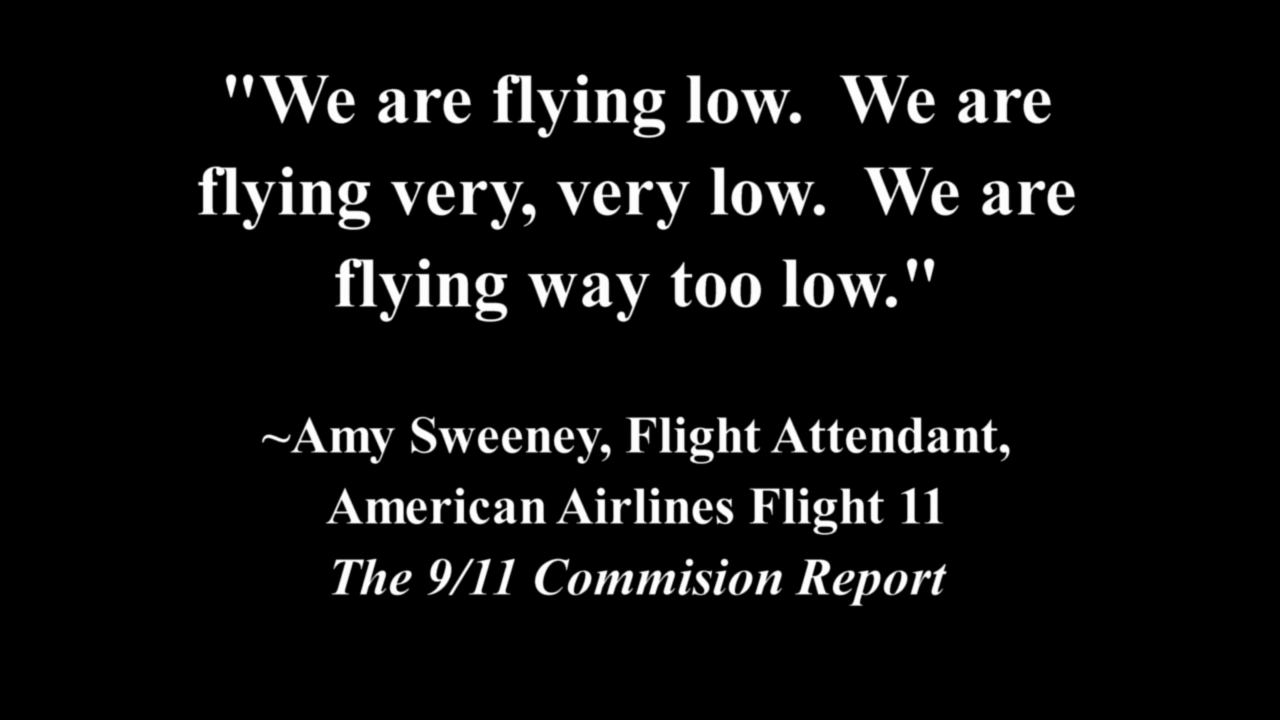 "We are flying low.  We are
flying very, very low.  We are
flying way too low."
~Amy Sweeney, Flight Attendant,
American Airlines Flight 11
The 9/11 Commision Report